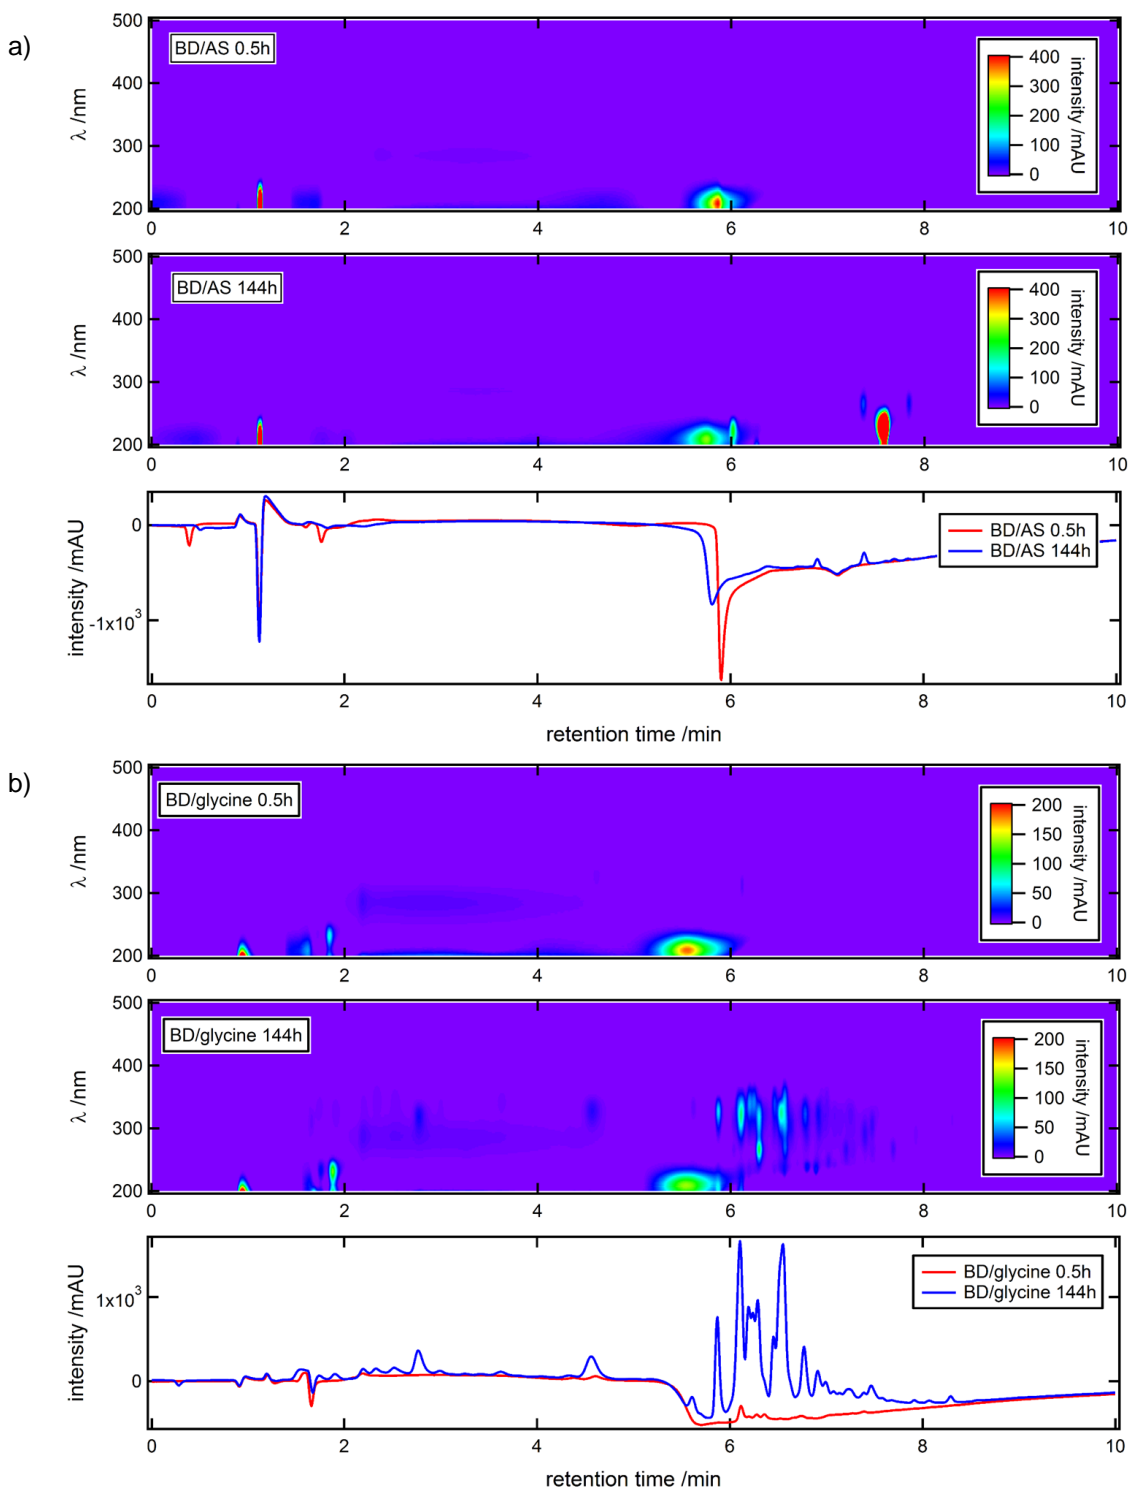 a)
500
BD/AS 0.5h
400
300
200
λ /nm
400
300
200
100
0
intensity /mAU
0 2 4 6 8 10
500
BD/AS 144h
400
300
200
λ /nm
400
300
200
100
0
intensity /mAU
0 2 4 6 8 10
0
-1x10³
intensity /mAU
BD/AS 0.5h
BD/AS 144h
0 2 4 6 8 10
retention time /min
b)
500
BD/glycine 0.5h
400
300
200
λ /nm
200
150
100
50
0
intensity /mAU
0 2 4 6 8 10
500
BD/glycine 144h
400
300
200
λ /nm
200
150
100
50
0
intensity /mAU
0 2 4 6 8 10
1x10³
0
intensity /mAU
BD/glycine 0.5h
BD/glycine 144h
0 2 4 6 8 10
retention time /min